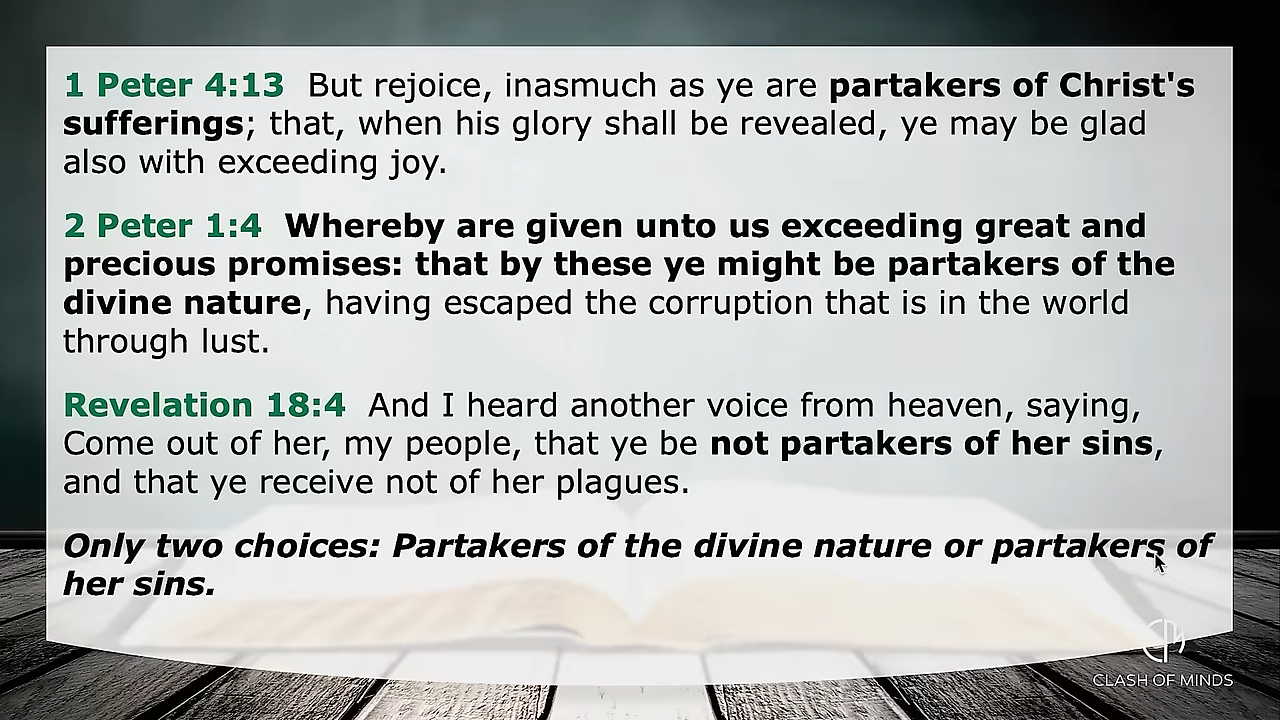 1 Peter 4:13 But rejoice, inasmuch as ye are partakers of Christ's
sufferings; that, when his glory shall be revealed, ye may be glad
also with exceeding joy.
2 Peter 1:4 Whereby are given unto us exceeding great and
precious promises: that by these ye might be partakers of the
divine nature, having escaped the corruption that is in the world
through lust.
Revelation 18:4 And I heard another voice from heaven, saying,
Come out of her, my people, that ye be not partakers of her sins,
and that ye receive not of her plagues.
Only two choices: Partakers of the divine nature or partakers of
her sins.
CLASH OF MINDS